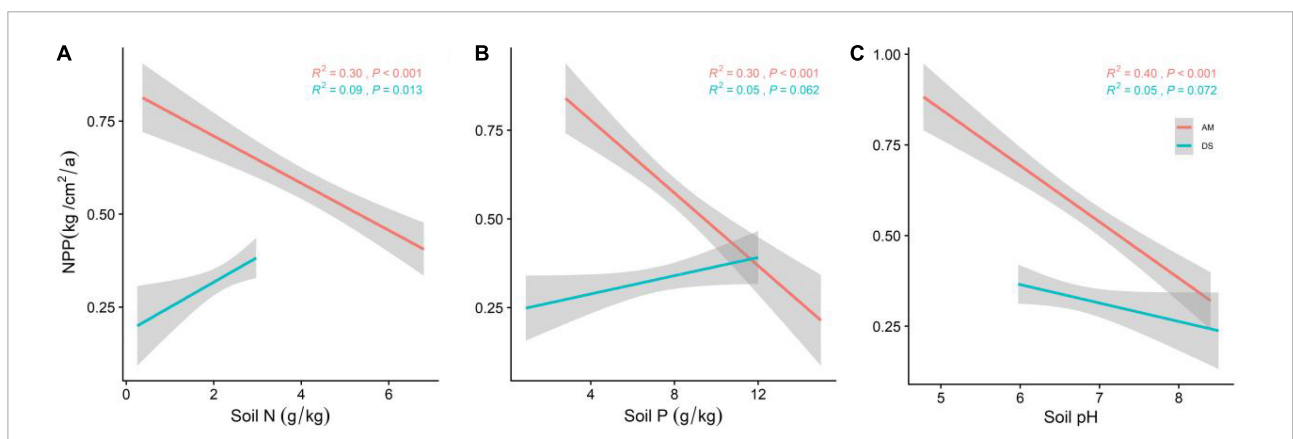 A
R² = 0.30 , P < 0.001
R² = 0.09 , P = 0.013
NPP(kg /cm²/a)
0.75
0.50
0.25
0 2 4 6
Soil N (g/kg)
B
R² = 0.30 , P < 0.001
R² = 0.05 , P = 0.062
0.75
0.50
0.25
4 8 12
Soil P (g/kg)
C
R² = 0.40 , P < 0.001
R² = 0.05 , P = 0.072
AM
DS
1.00
0.75
0.50
0.25
5 6 7 8
Soil pH